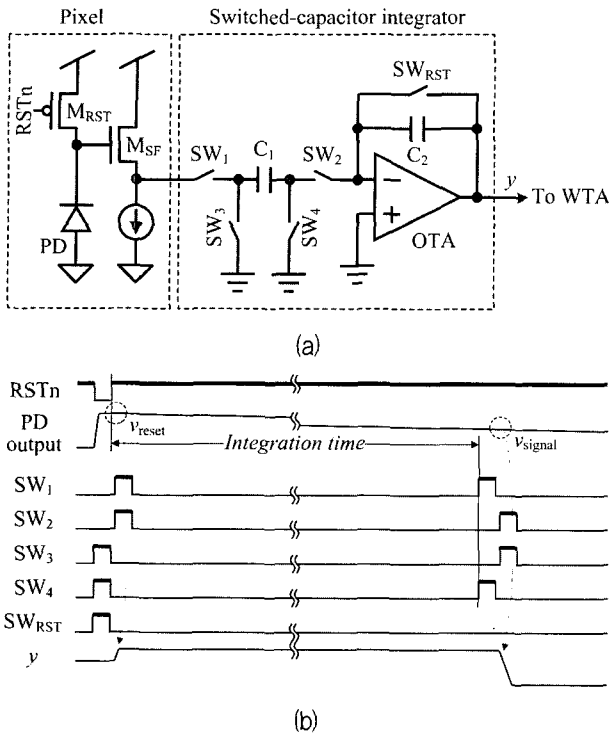 Pixel
Switched-capacitor integrator
RSTn
M_RST
M_SF
PD
SW_1
C_1
SW_2
SW_3
SW_4
SW_RST
C_2
−
+
OTA
y
To WTA
(a)
RSTn
PD
output
v_reset
Integration time
v_signal
SW_1
SW_2
SW_3
SW_4
SW_RST
y
(b)